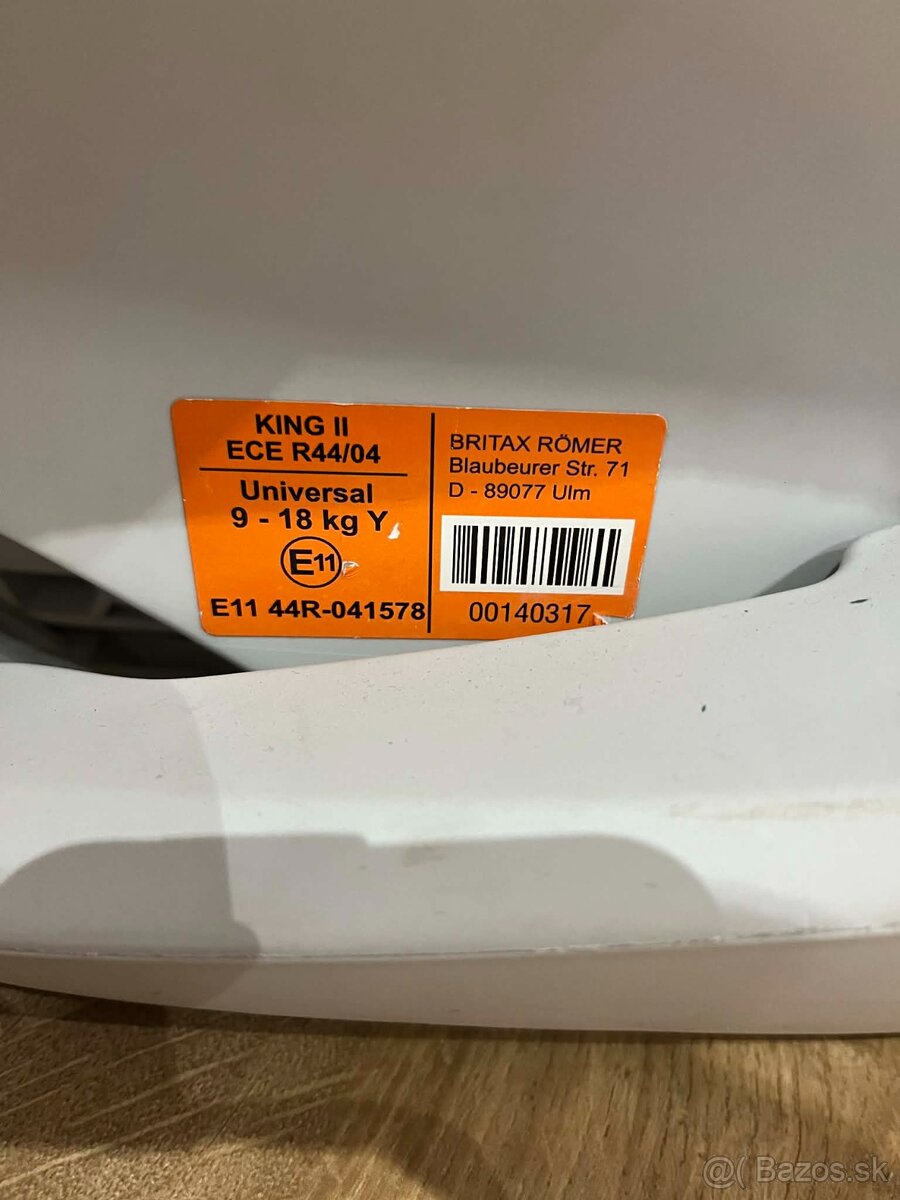 KING II
ECE R44/04
Universal
9 - 18 kg Y
E11
E11 44R-041578
BRITAX RÖMER
Blaubeurer Str. 71
D - 89077 Ulm
00140317
@( Bazos.sk